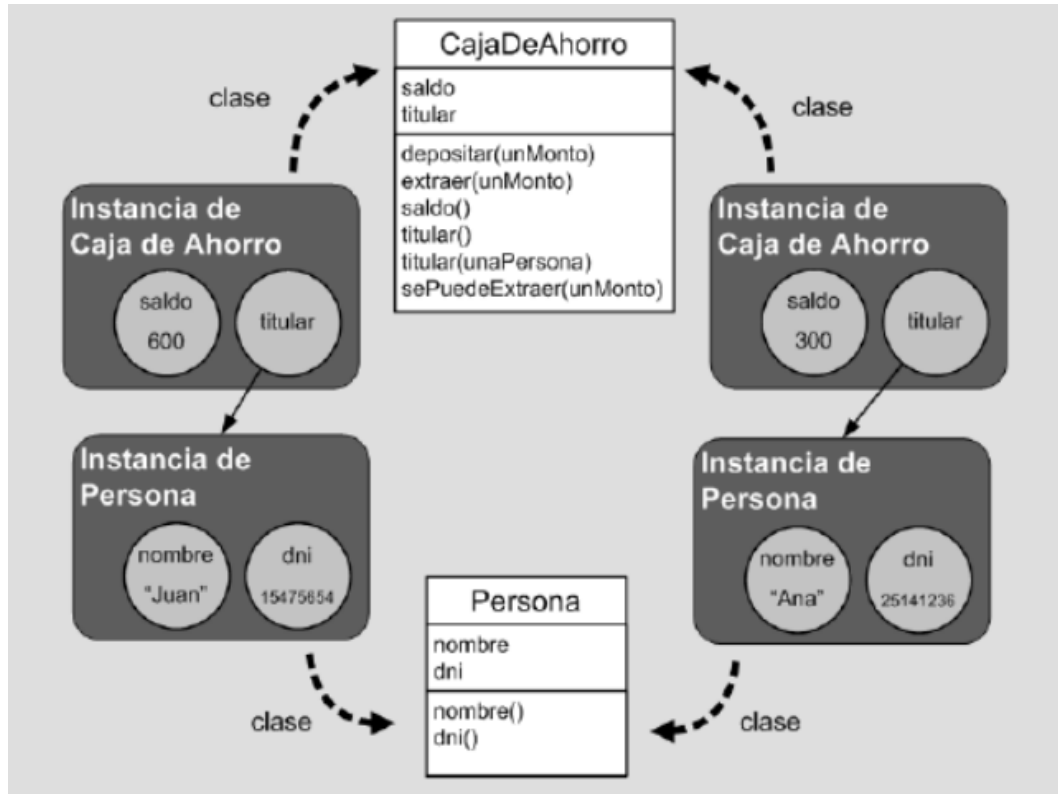 CajaDeAhorro
saldo
titular
depositar(unMonto)
extraer(unMonto)
saldo()
titular()
titular(unaPersona)
sePuedeExtraer(unMonto)
clase
clase
Instancia de
Caja de Ahorro
saldo
600
titular
Instancia de
Caja de Ahorro
saldo
300
titular
Instancia de
Persona
nombre
"Juan"
dni
15475654
Instancia de
Persona
nombre
"Ana"
dni
25141236
Persona
nombre
dni
nombre()
dni()
clase
clase